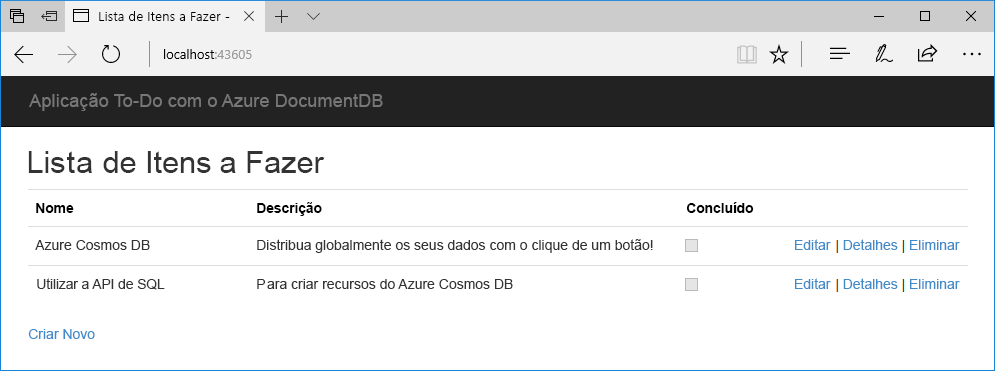 Lista de Itens a Fazer -
localhost:43605
Aplicação To-Do com o Azure DocumentDB
Lista de Itens a Fazer
Nome Descrição Concluído
Azure Cosmos DB Distribua globalmente os seus dados com o clique de um botão! Editar | Detalhes | Eliminar
Utilizar a API de SQL Para criar recursos do Azure Cosmos DB Editar | Detalhes | Eliminar
Criar Novo